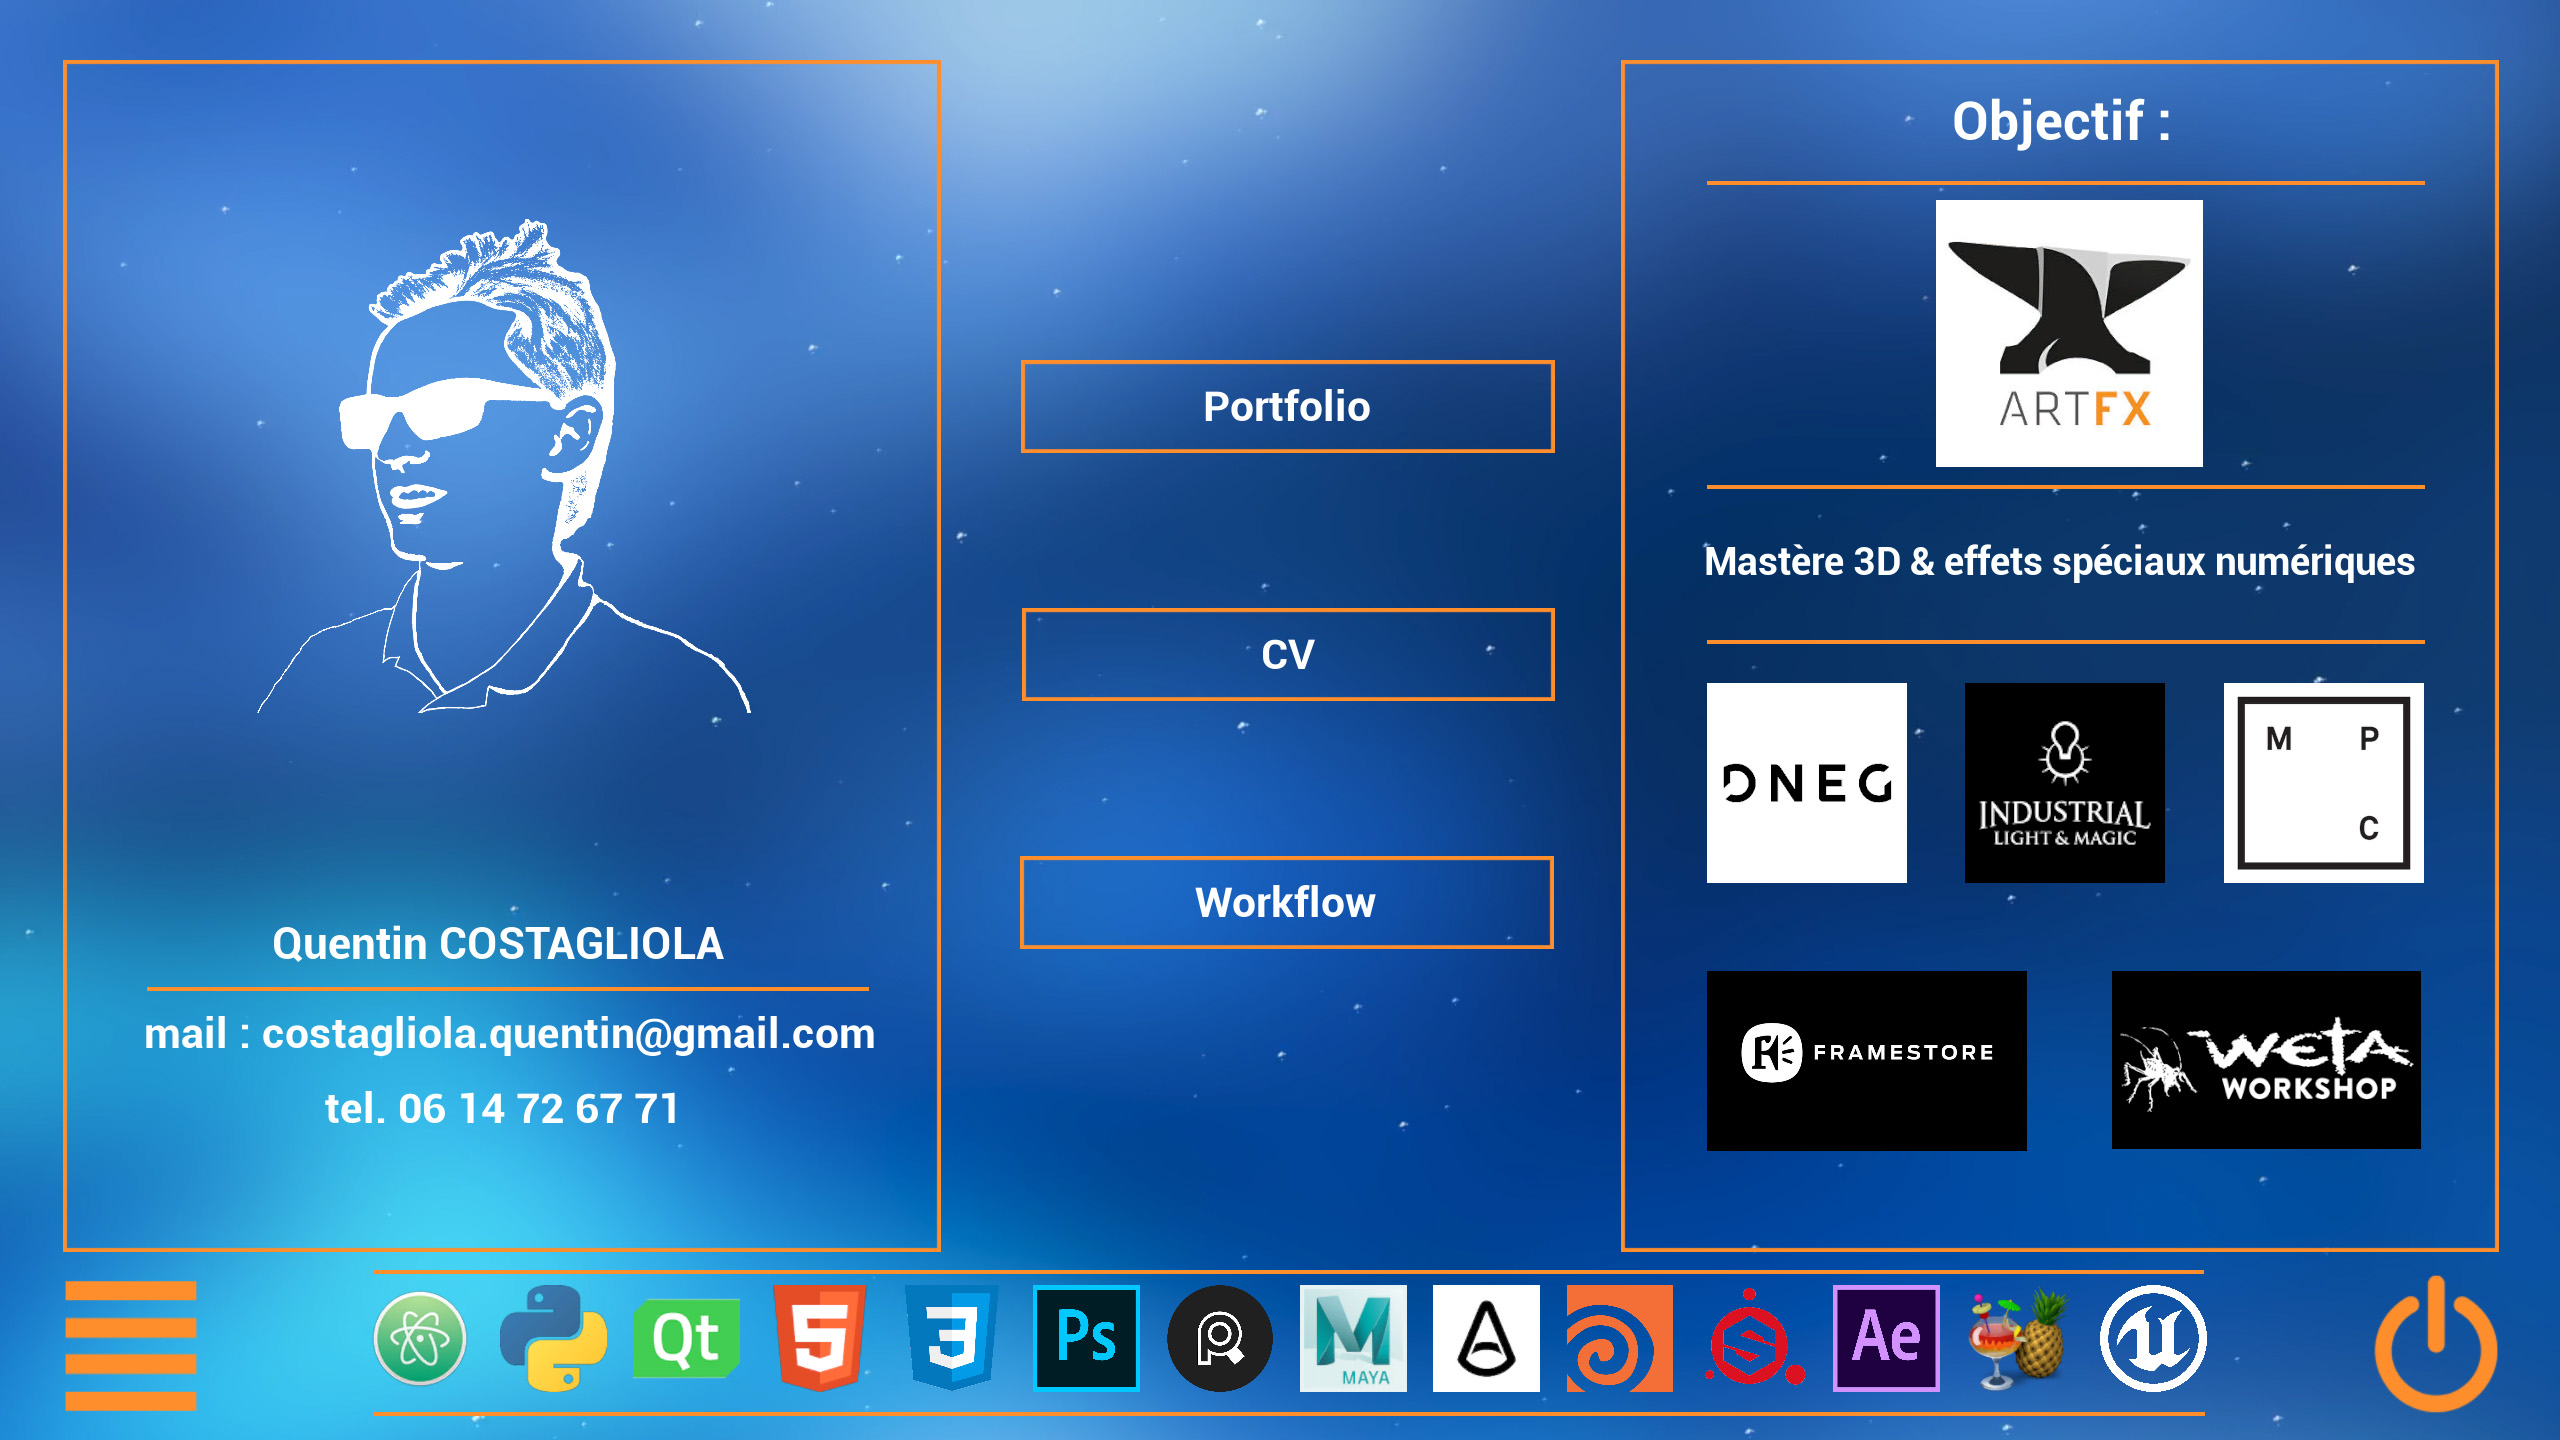 Quentin COSTAGLIOLA
mail : costagliola.quentin@gmail.com
tel. 06 14 72 67 71
Portfolio
CV
Workflow
Objectif :
ARTFX
Mastère 3D & effets spéciaux numériques
DNEG
INDUSTRIAL
LIGHT & MAGIC
M P
C
FRAMESTORE
WETA
WORKSHOP
Qt
5
3
Ps
M
MAYA
Ae